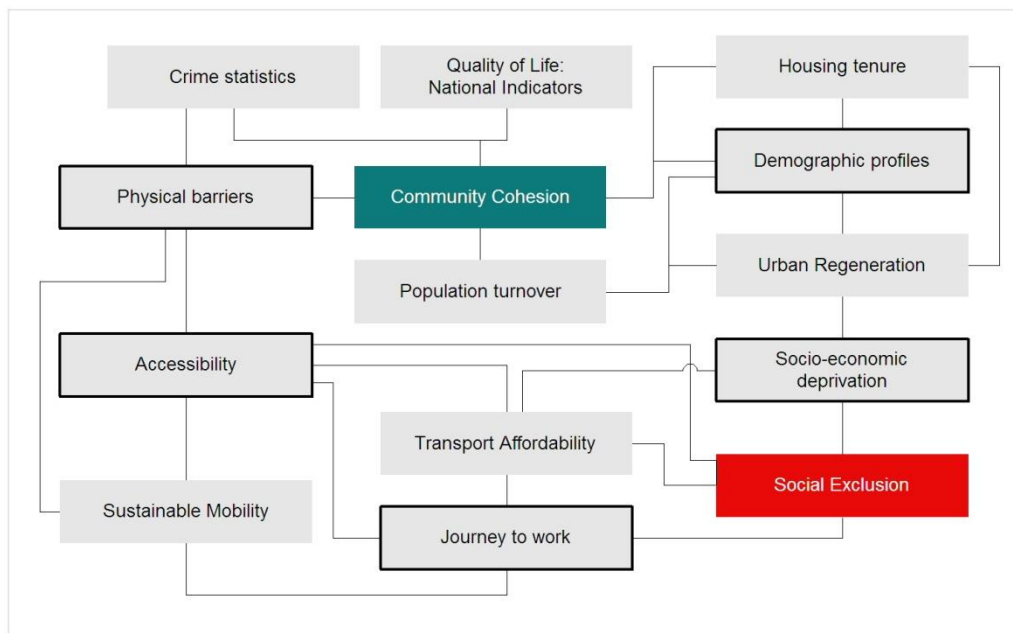 Crime statistics
Quality of Life:
National Indicators
Housing tenure
Physical barriers
Community Cohesion
Demographic profiles
Population turnover
Urban Regeneration
Accessibility
Socio-economic
deprivation
Transport Affordability
Sustainable Mobility
Social Exclusion
Journey to work